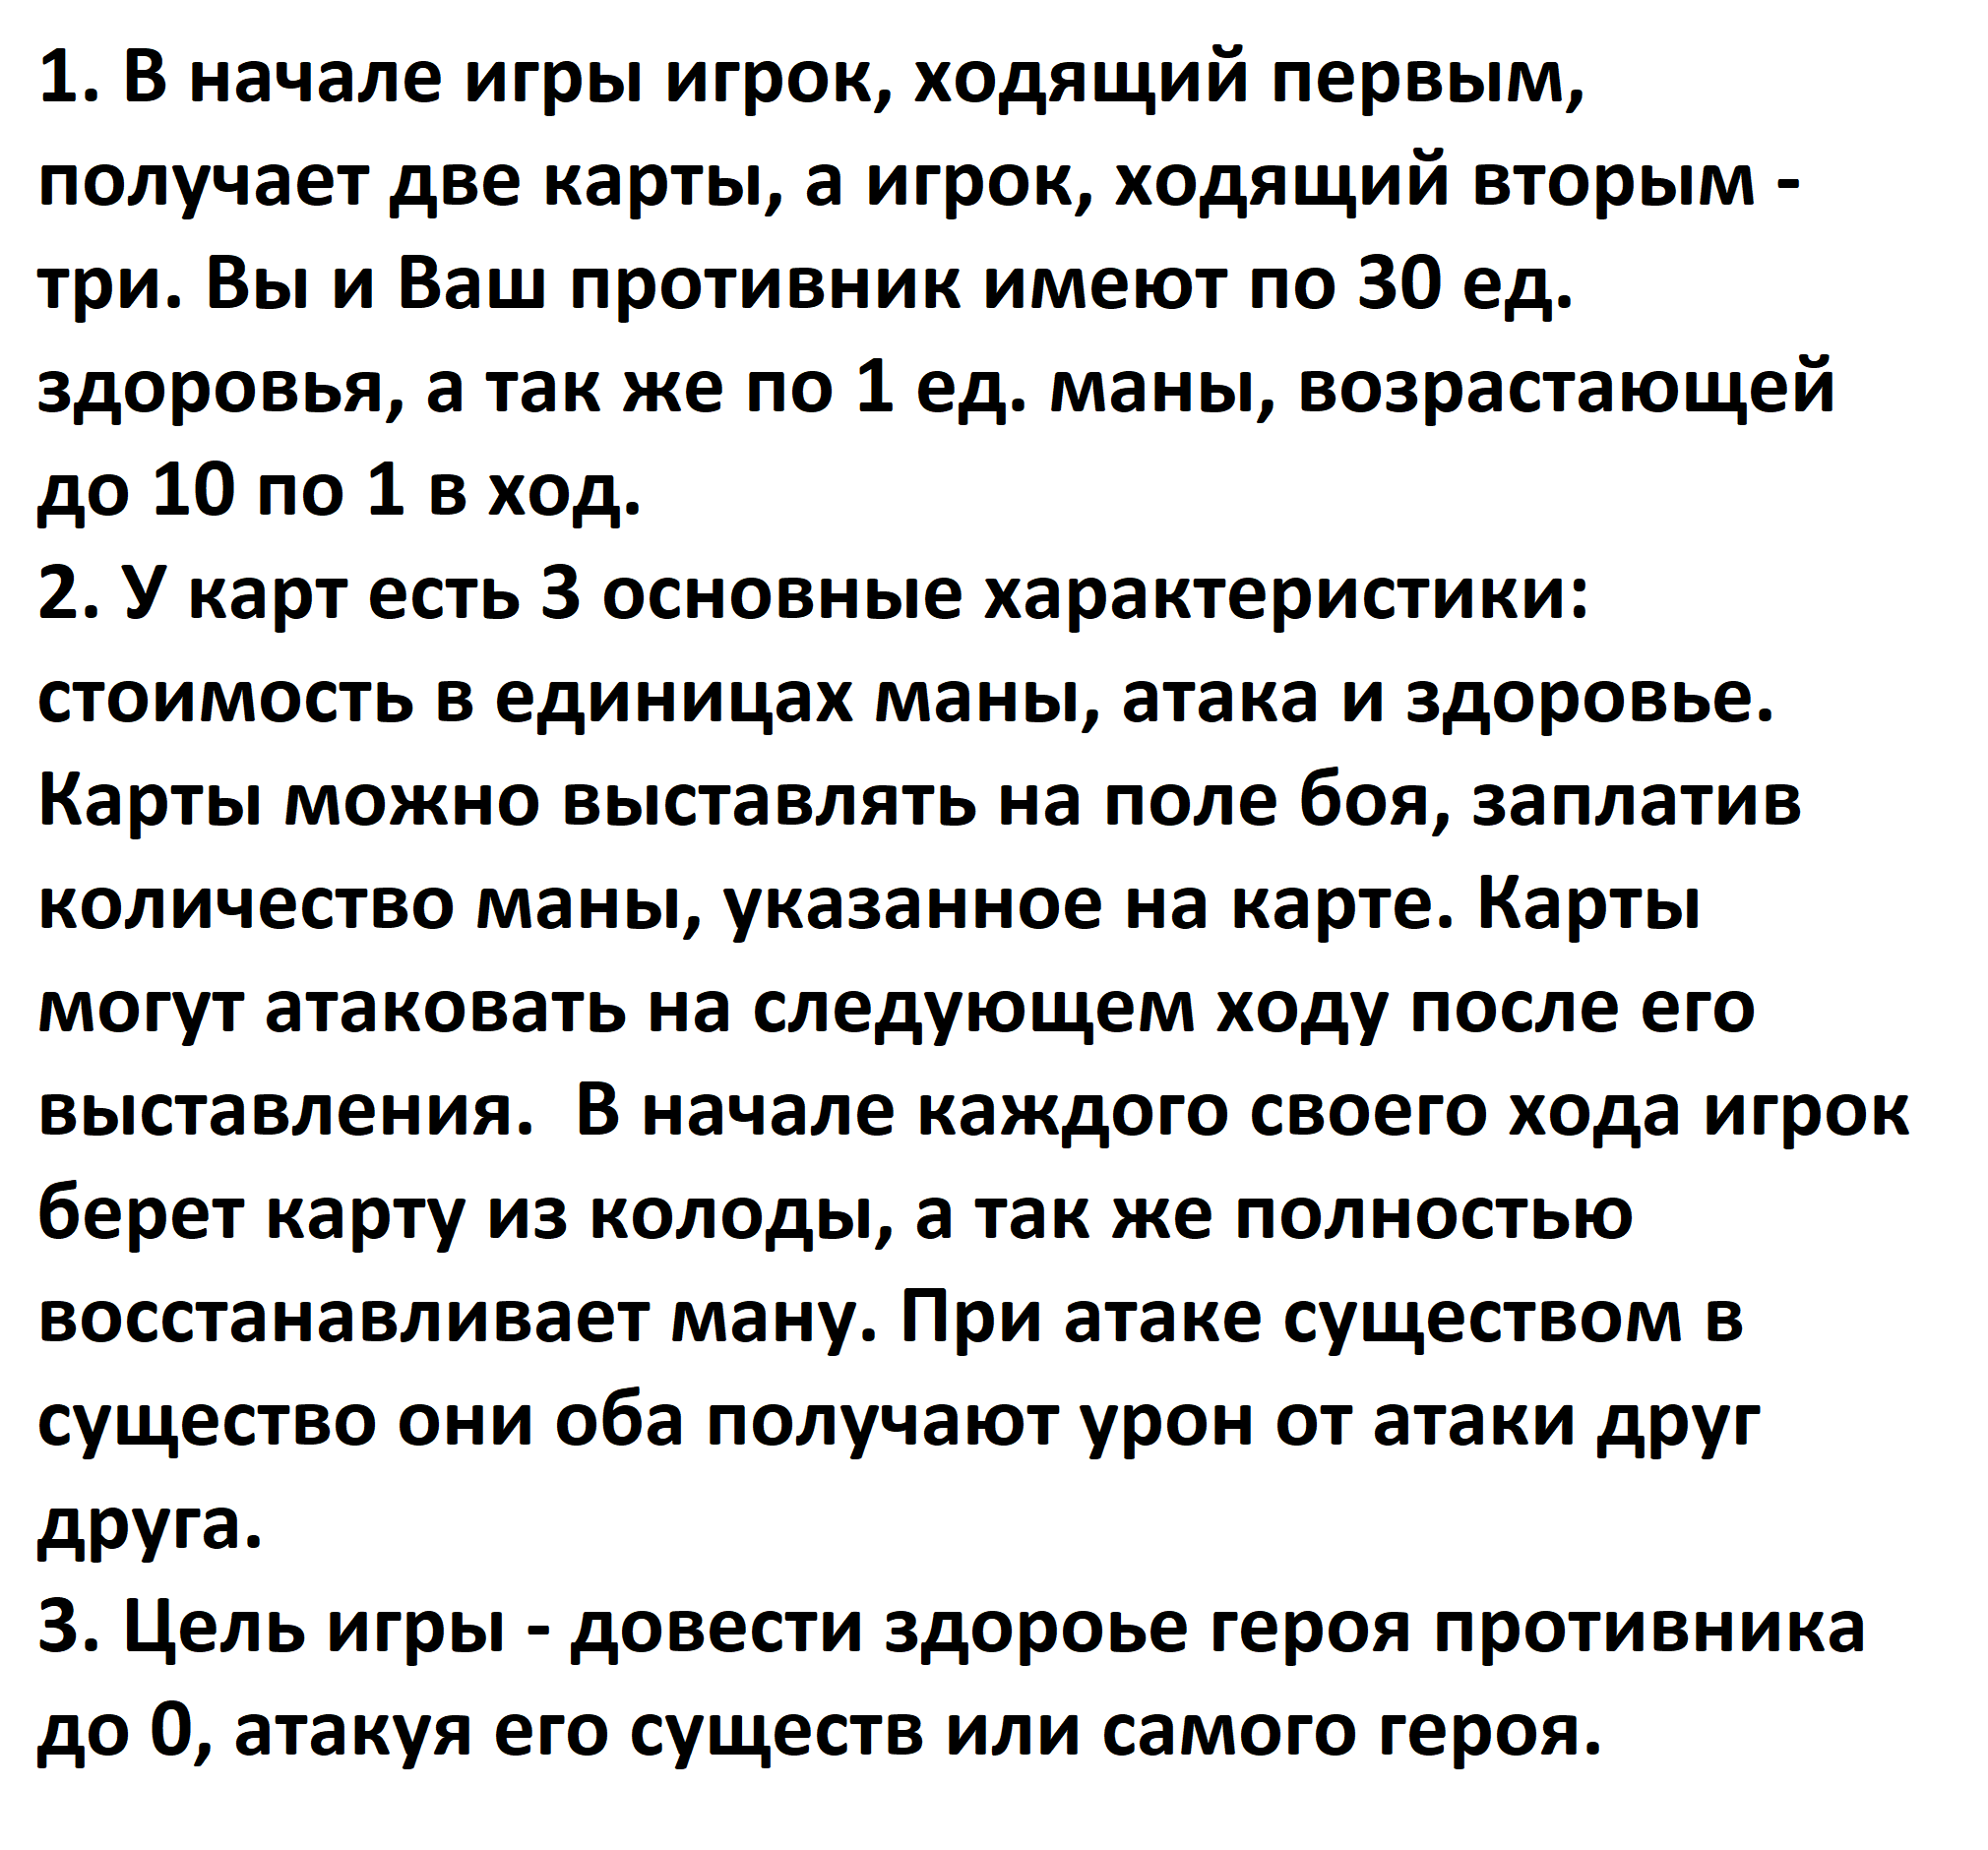 1. В начале игры игрок, ходящий первым,
получает две карты, а игрок, ходящий вторым -
три. Вы и Ваш противник имеют по 30 ед.
здоровья, а так же по 1 ед. маны, возрастающей
до 10 по 1 в ход.
2. У карт есть 3 основные характеристики:
стоимость в единицах маны, атака и здоровье.
Карты можно выставлять на поле боя, заплатив
количество маны, указанное на карте. Карты
могут атаковать на следующем ходу после его
выставления.  В начале каждого своего хода игрок
берет карту из колоды, а так же полностью
восстанавливает ману. При атаке существом в
существо они оба получают урон от атаки друг
друга.
3. Цель игры - довести здороье героя противника
до 0, атакуя его существ или самого героя.